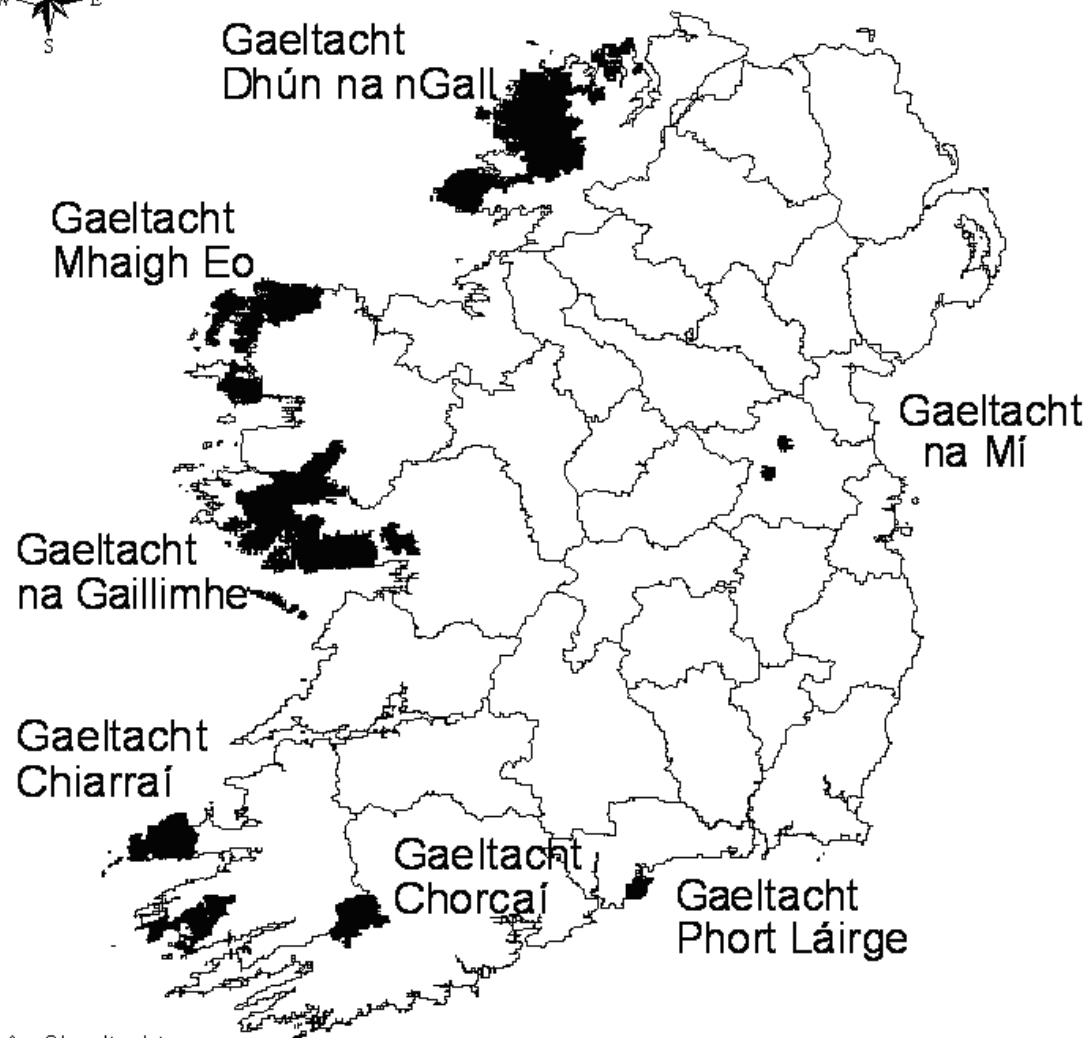 W E
S
Gaeltacht
Dhún na nGall
Gaeltacht
Mhaigh Eo
Gaeltacht
na Mí
Gaeltacht
na Gaillimhe
Gaeltacht
Chiarraí
Gaeltacht
Chorcaí
Gaeltacht
Phort Láirge